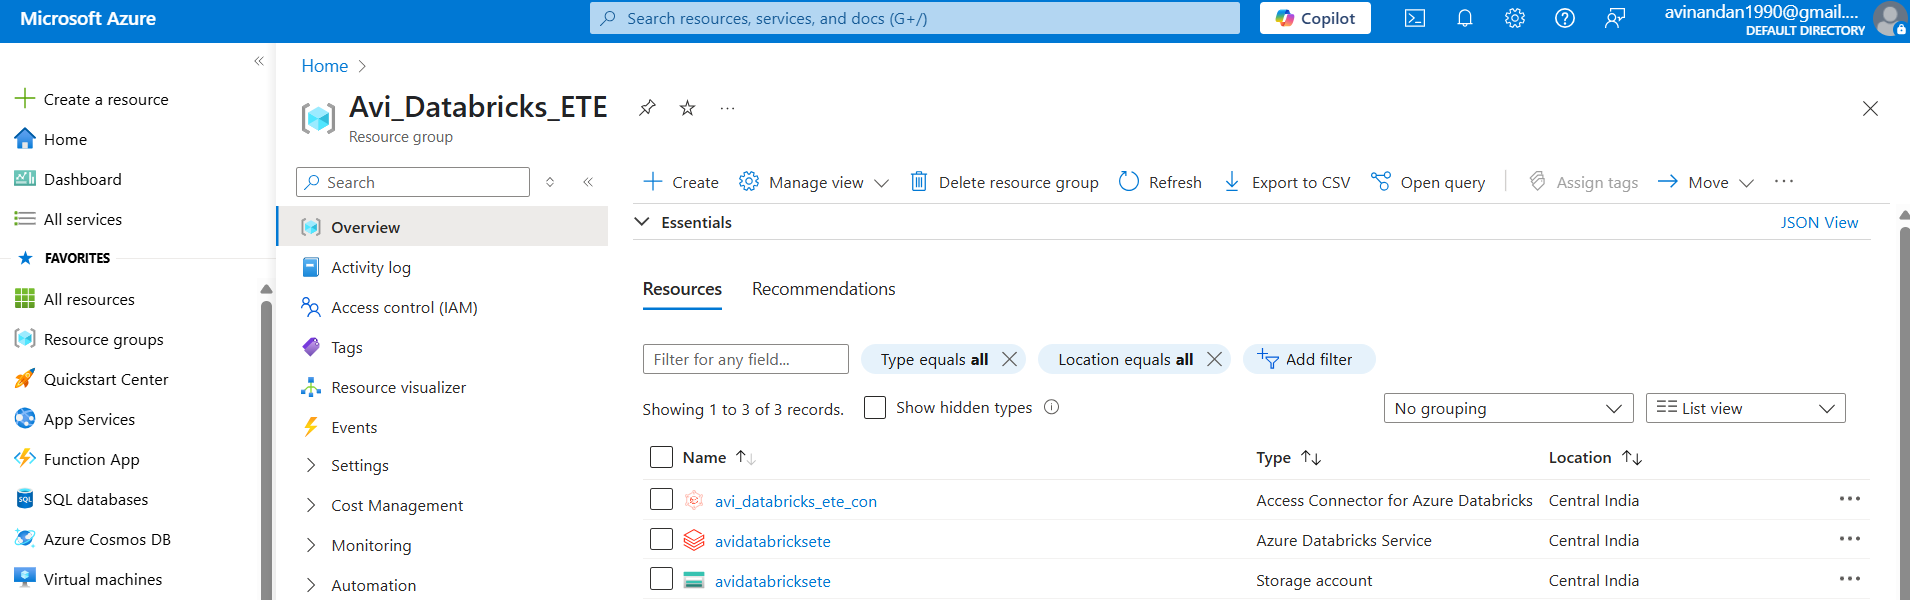 Microsoft Azure
Search resources, services, and docs (G+/)
Copilot
avinandan1990@gmail....
DEFAULT DIRECTORY
Create a resource
Home
Dashboard
All services
FAVORITES
All resources
Resource groups
Quickstart Center
App Services
Function App
SQL databases
Azure Cosmos DB
Virtual machines
Home
Avi_Databricks_ETE
Resource group
Search
Overview
Activity log
Access control (IAM)
Tags
Resource visualizer
Events
Settings
Cost Management
Monitoring
Automation
Create Manage view Delete resource group Refresh Export to CSV Open query Assign tags Move
Essentials JSON View
Resources Recommendations
Filter for any field... Type equals all Location equals all Add filter
Showing 1 to 3 of 3 records. Show hidden types No grouping List view
Name Type Location
avi_databricks_ete_con Access Connector for Azure Databricks Central India
avidatabricksete Azure Databricks Service Central India
avidatabricksete Storage account Central India